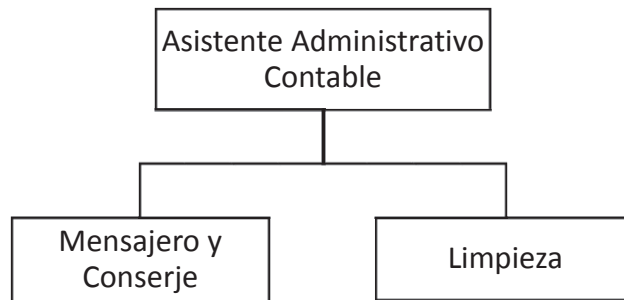 Asistente Administrativo
Contable
Mensajero y
Conserje
Limpieza